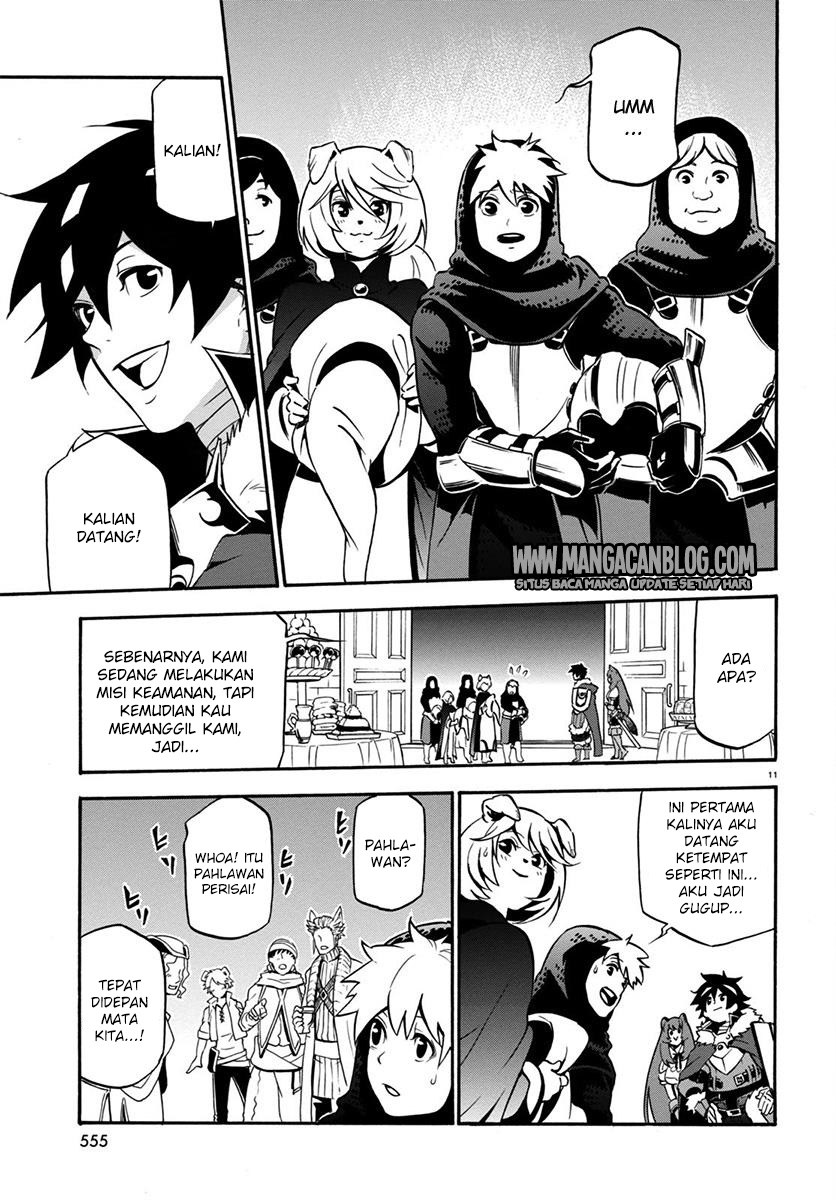 UMM
...
KALIAN!
KALIAN
DATANG!
WWW.MANGACANBLOG.COM
SITUS BACA MANGA UPDATE SETIAP HARI
ADA
APA?
SEBENARNYA, KAMI
SEDANG MELAKUKAN
MISI KEAMANAN, TAPI
KEMUDIAN KAU
MEMANGGIL KAMI,
JADI...
11
INI PERTAMA
KALINYA AKU
DATANG
KETEMPAT
SEPERTI INI...
AKU JADI
GUGUP...
PAHLA-
WAN?
WHOA! ITU
PAHLAWAN
PERISAI!
TEPAT
DIDEPAN
MATA
KITA...!
555